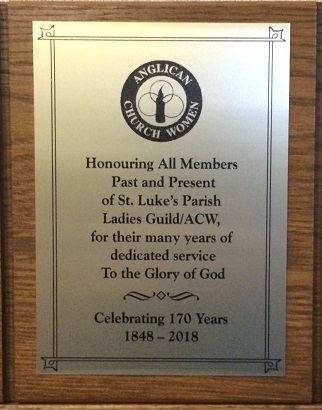 ANGLICAN
CHURCH WOMEN
Honouring All Members
Past and Present
of St. Luke's Parish
Ladies Guild/ACW,
for their many years of
dedicated service
To the Glory of God
Celebrating 170 Years
1848 – 2018